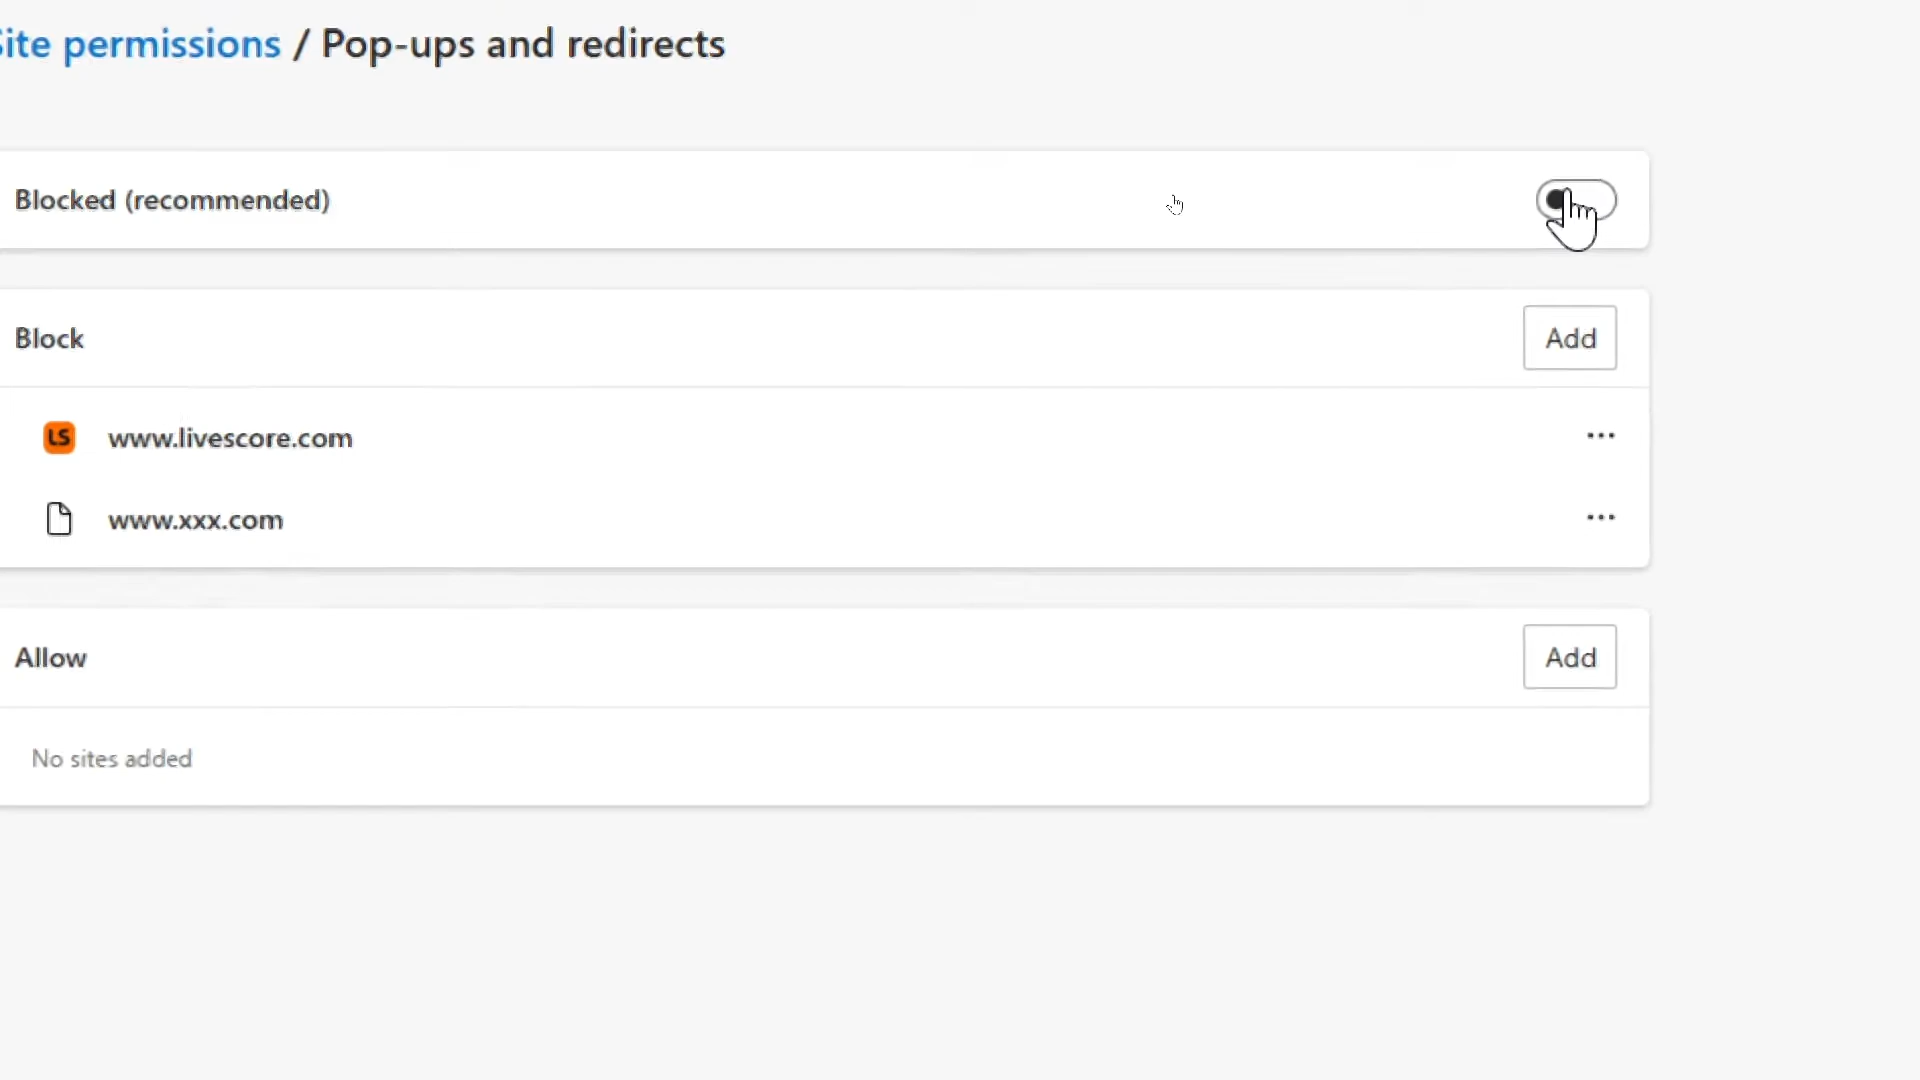 Site permissions / Pop-ups and redirects
Blocked (recommended)
Block
Add
LS
www.livescore.com
www.xxx.com
Allow
Add
No sites added